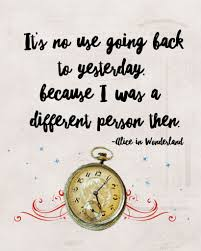 It's no use going back
to yesterday,
because I was a
different person then.
-Alice in Wonderland